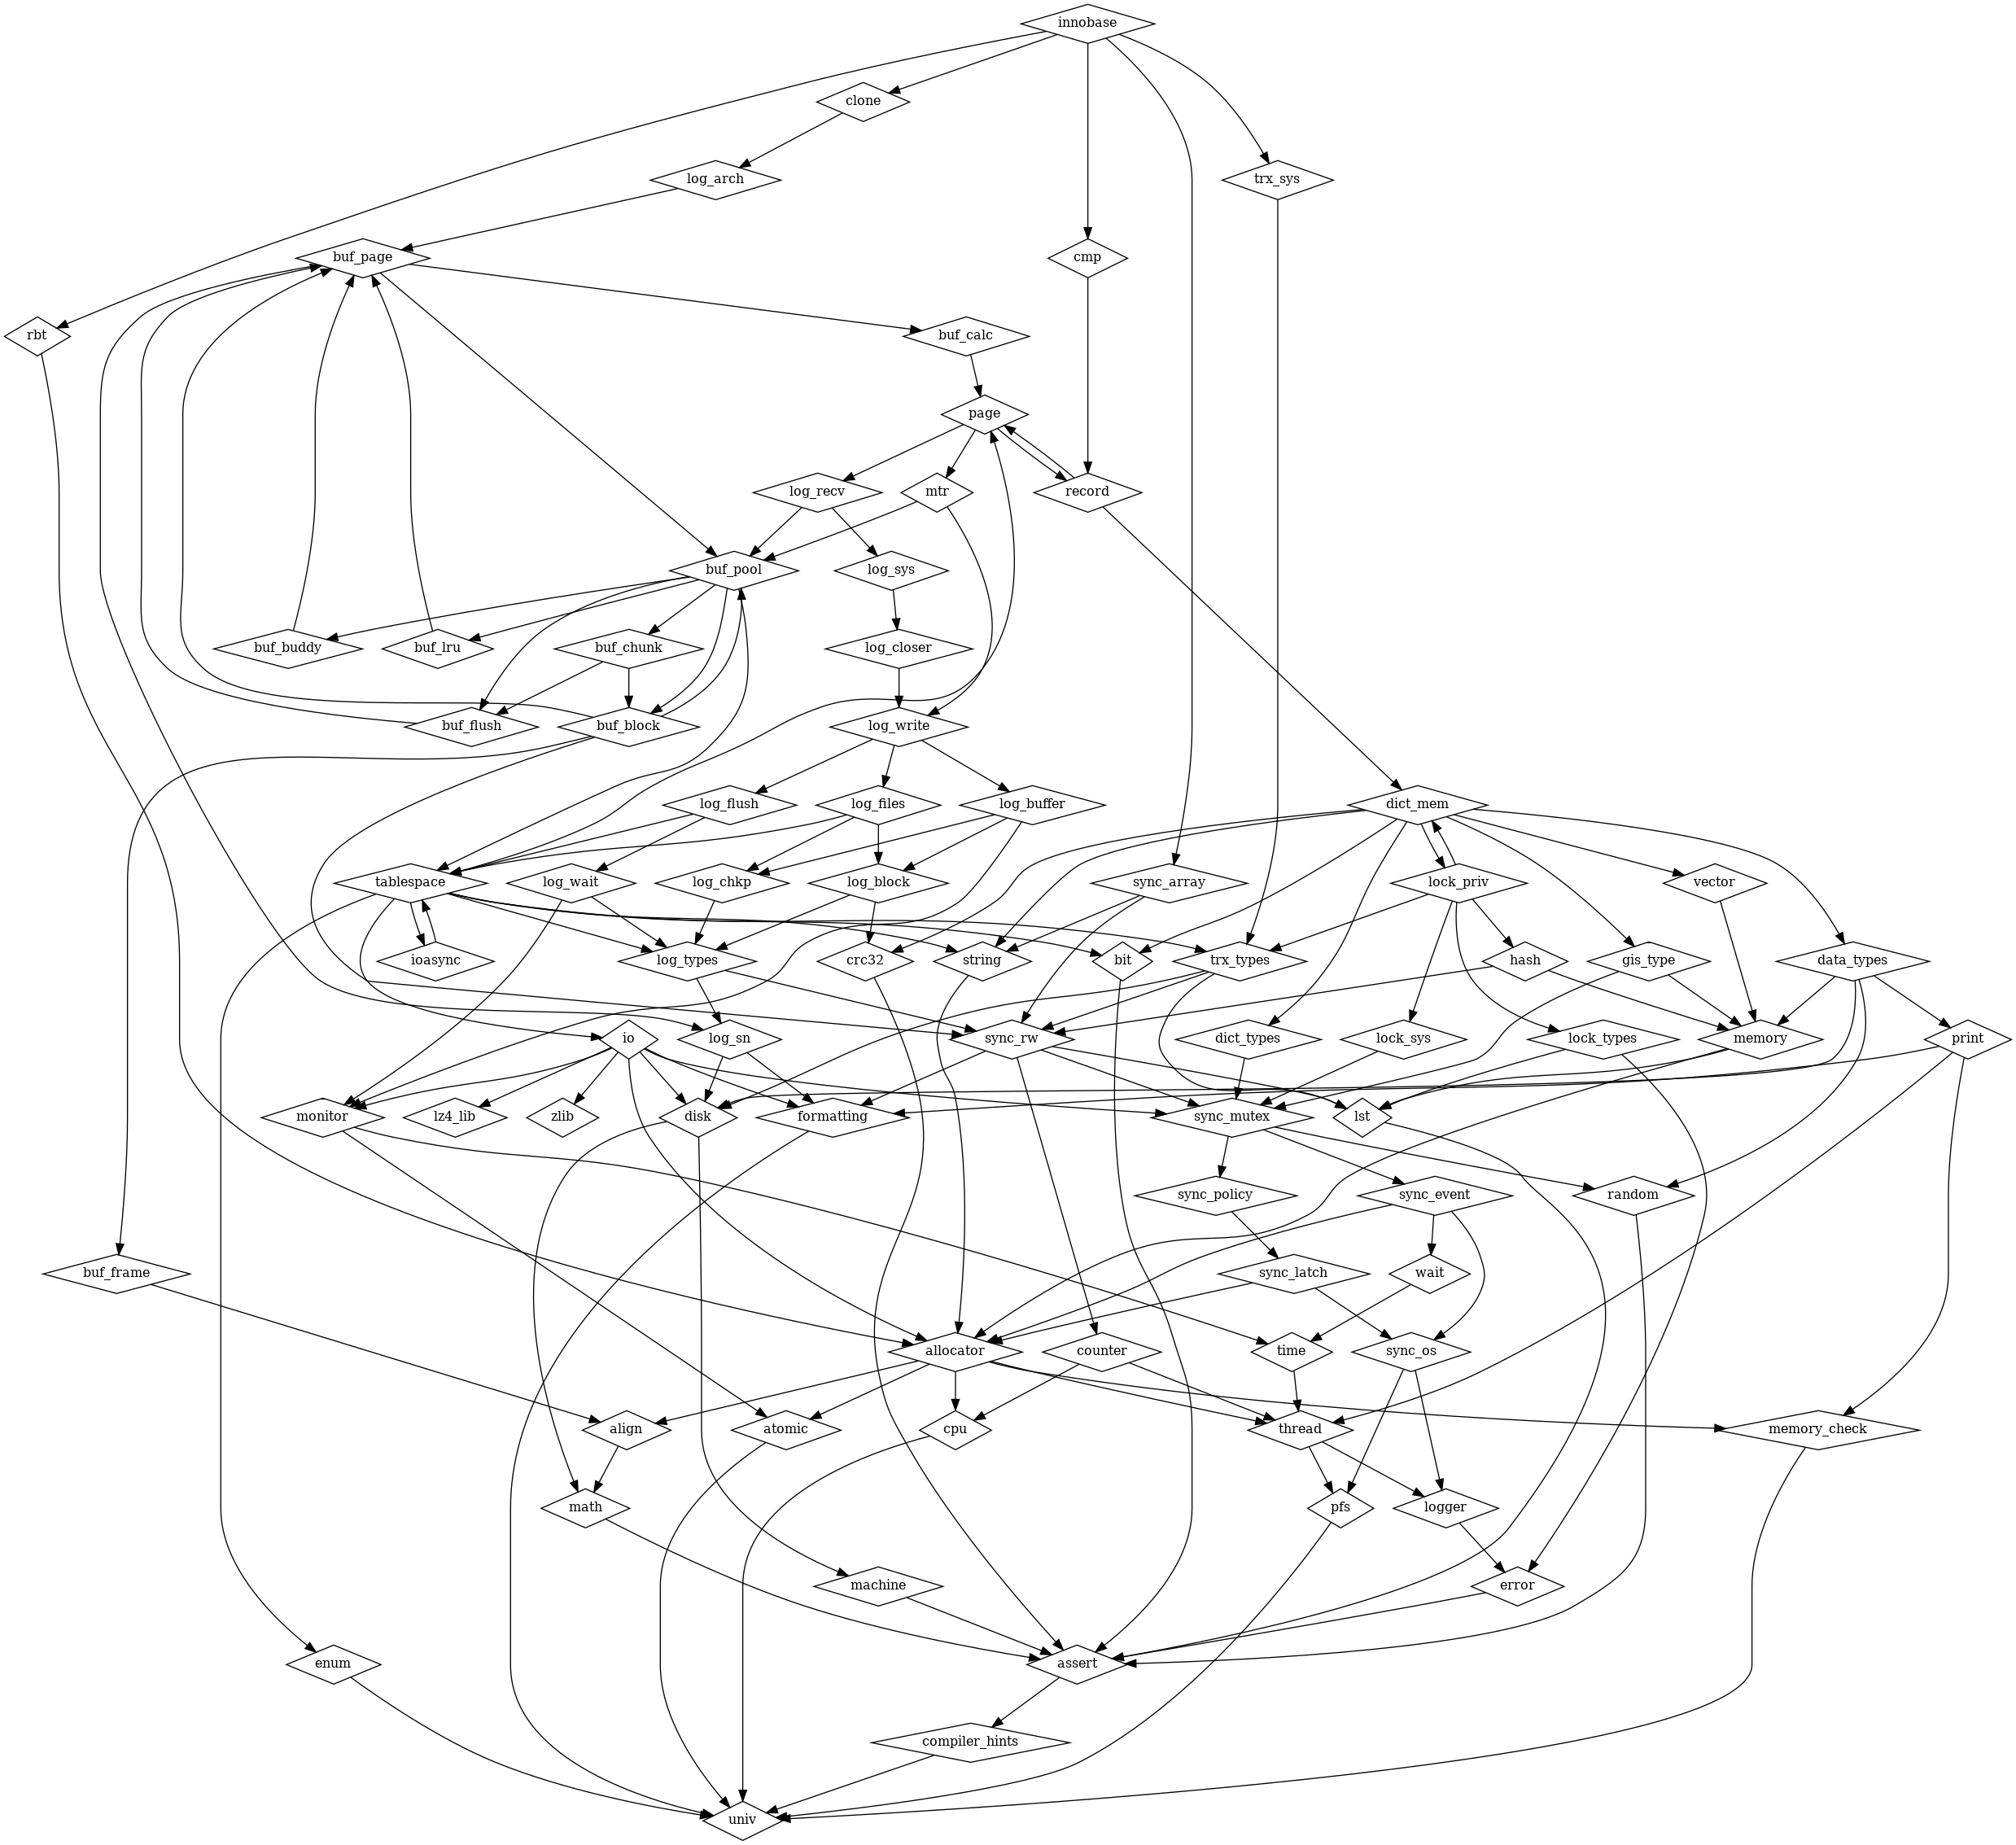 innobase
clone
log_arch
trx_sys
buf_page
cmp
rbt
buf_calc
page
log_recv
mtr
record
buf_pool
log_sys
buf_buddy
buf_lru
buf_chunk
log_closer
buf_flush
buf_block
log_write
log_flush
log_files
log_buffer
dict_mem
tablespace
log_wait
log_chkp
log_block
sync_array
lock_priv
vector
ioasync
log_types
crc32
string
bit
trx_types
hash
gis_type
data_types
io
log_sn
sync_rw
dict_types
lock_sys
lock_types
memory
print
monitor
lz4_lib
zlib
disk
formatting
sync_mutex
lst
sync_policy
sync_event
random
buf_frame
sync_latch
wait
allocator
counter
time
sync_os
align
atomic
cpu
thread
memory_check
math
pfs
logger
machine
error
enum
assert
compiler_hints
univ